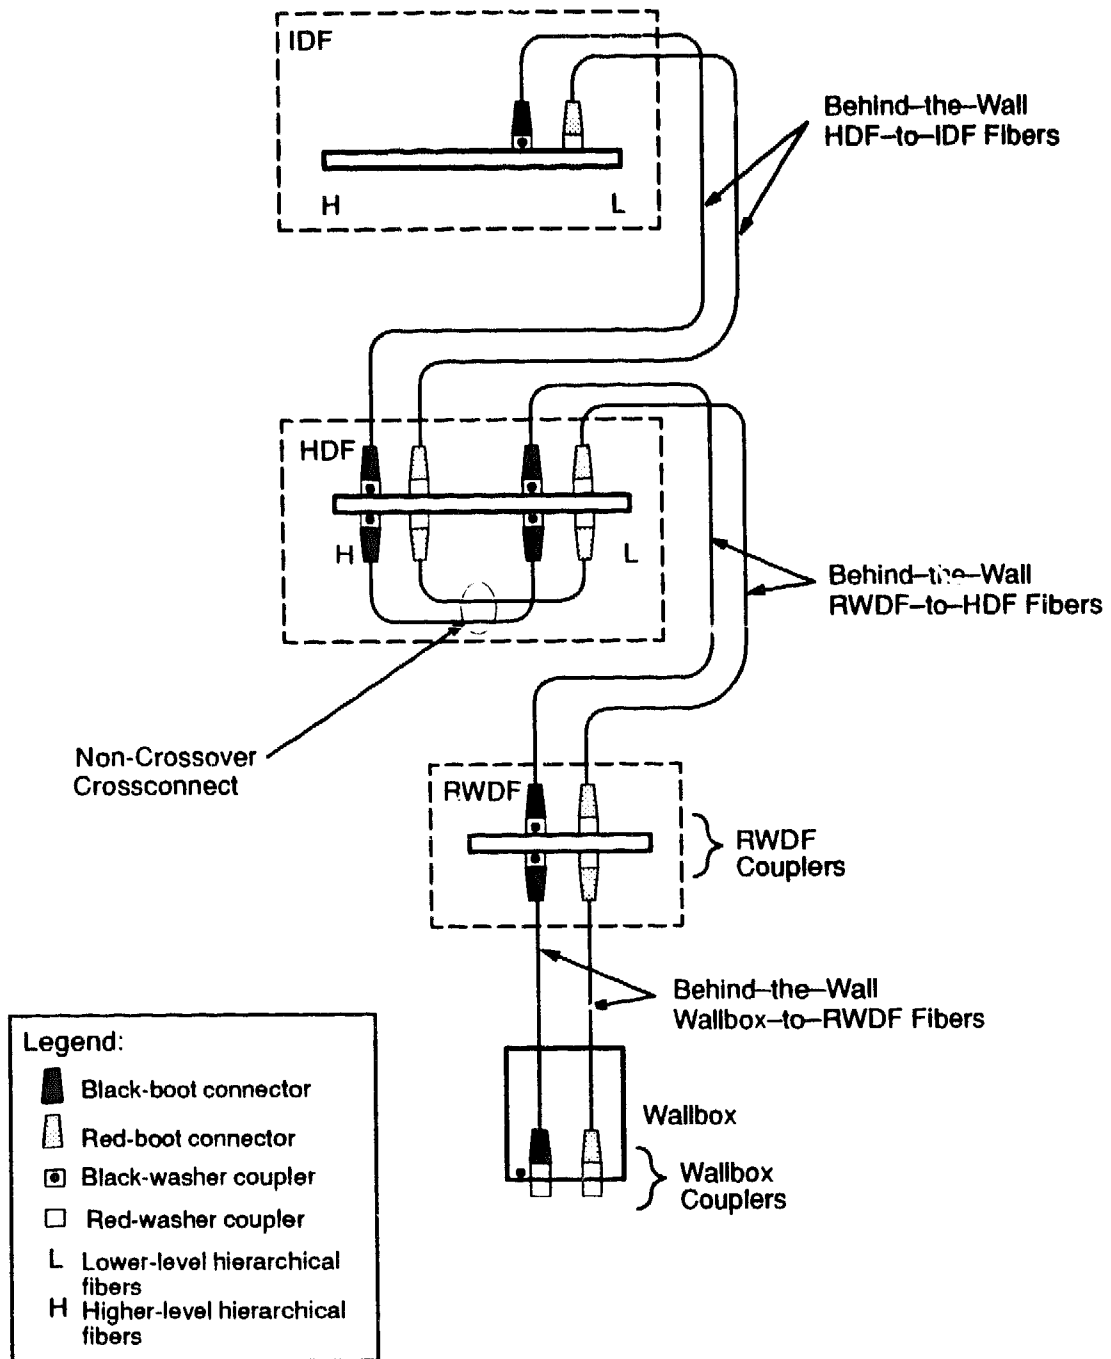 IDF
H L
Behind–the–Wall
HDF–to–IDF Fibers
HDF
H L
Behind–the–Wall
RWDF–to–HDF Fibers
Non-Crossover
Crossconnect
RWDF
RWDF
Couplers
Behind–the–Wall
Wallbox–to–RWDF Fibers
Wallbox
Wallbox
Couplers
Legend:
Black-boot connector
Red-boot connector
Black-washer coupler
Red-washer coupler
L Lower-level hierarchical
fibers
H Higher-level hierarchical
fibers